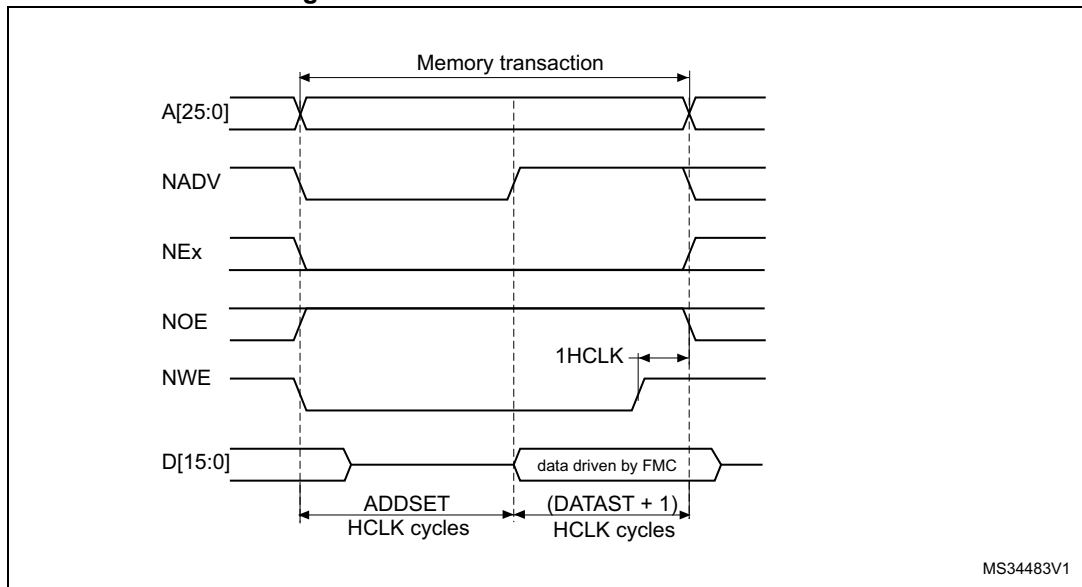 Memory transaction
A[25:0]
NADV
NEx
NOE
1HCLK
NWE
D[15:0]
data driven by FMC
ADDSET
HCLK cycles
(DATAST + 1)
HCLK cycles
MS34483V1